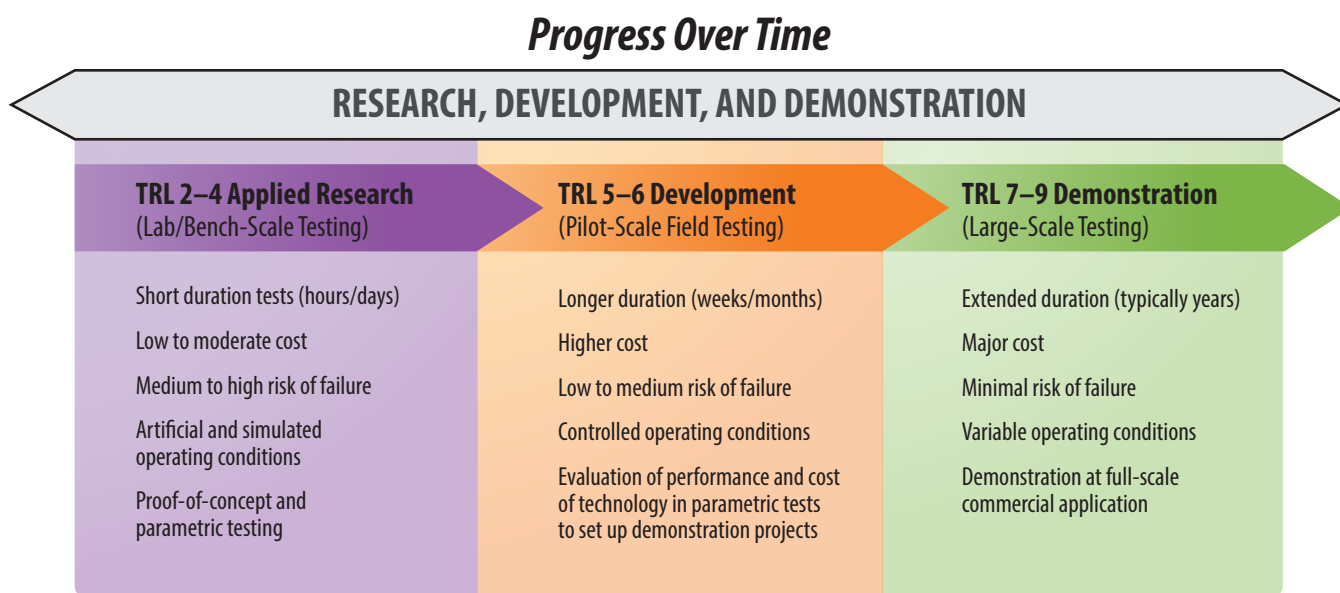 Progress Over Time
RESEARCH, DEVELOPMENT, AND DEMONSTRATION
TRL 2–4 Applied Research
(Lab/Bench-Scale Testing)
Short duration tests (hours/days)
Low to moderate cost
Medium to high risk of failure
Artificial and simulated
operating conditions
Proof-of-concept and
parametric testing
TRL 5–6 Development
(Pilot-Scale Field Testing)
Longer duration (weeks/months)
Higher cost
Low to medium risk of failure
Controlled operating conditions
Evaluation of performance and cost
of technology in parametric tests
to set up demonstration projects
TRL 7–9 Demonstration
(Large-Scale Testing)
Extended duration (typically years)
Major cost
Minimal risk of failure
Variable operating conditions
Demonstration at full-scale
commercial application